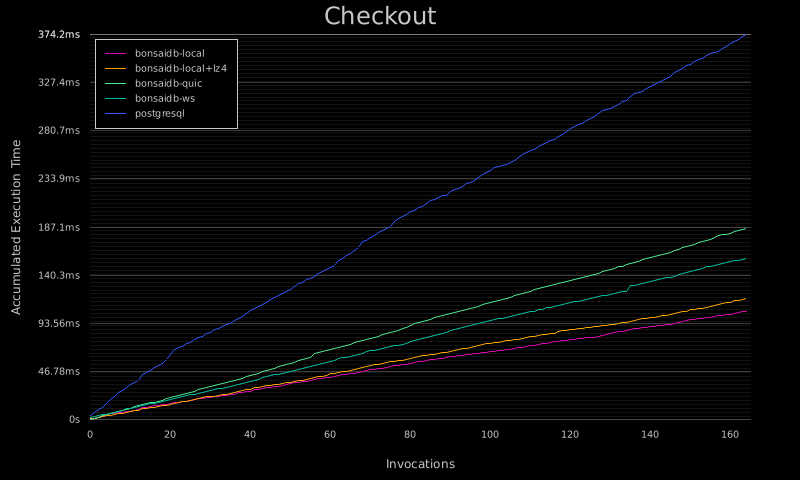 Checkout
374.2ms
327.4ms
280.7ms
233.9ms
187.1ms
140.3ms
93.56ms
46.78ms
0s
bonsaidb-local
bonsaidb-local+lz4
bonsaidb-quic
bonsaidb-ws
postgresql
Accumulated Execution Time
0 20 40 60 80 100 120 140 160
Invocations